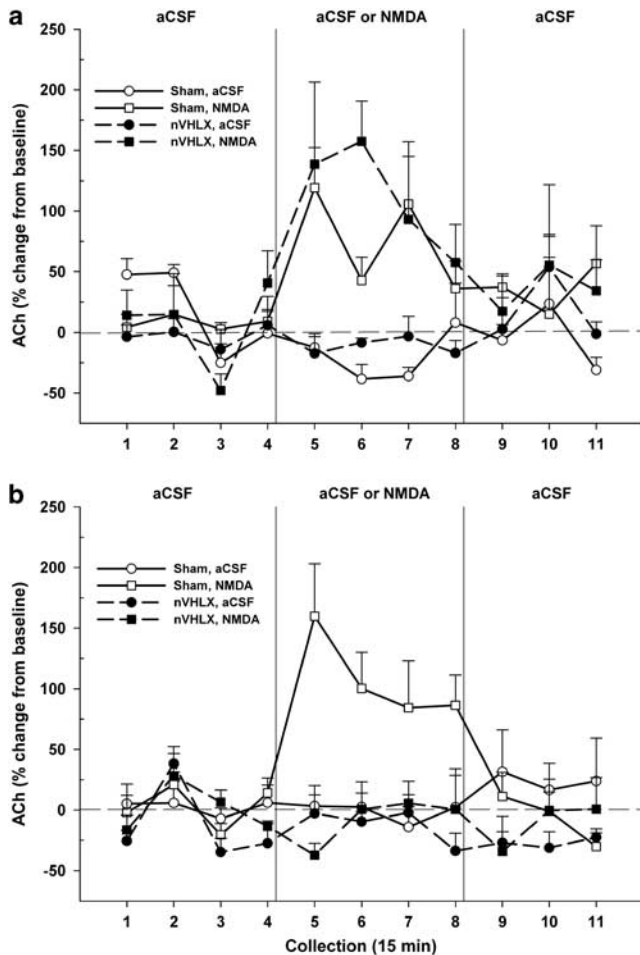 a
aCSF aCSF or NMDA aCSF
250
200
150
100
50
0
-50
ACh (% change from baseline)
Sham, aCSF
Sham, NMDA
nVHLX, aCSF
nVHLX, NMDA
1 2 3 4 5 6 7 8 9 10 11
b
aCSF aCSF or NMDA aCSF
250
200
150
100
50
0
-50
ACh (% change from baseline)
Sham, aCSF
Sham, NMDA
nVHLX, aCSF
nVHLX, NMDA
1 2 3 4 5 6 7 8 9 10 11
Collection (15 min)